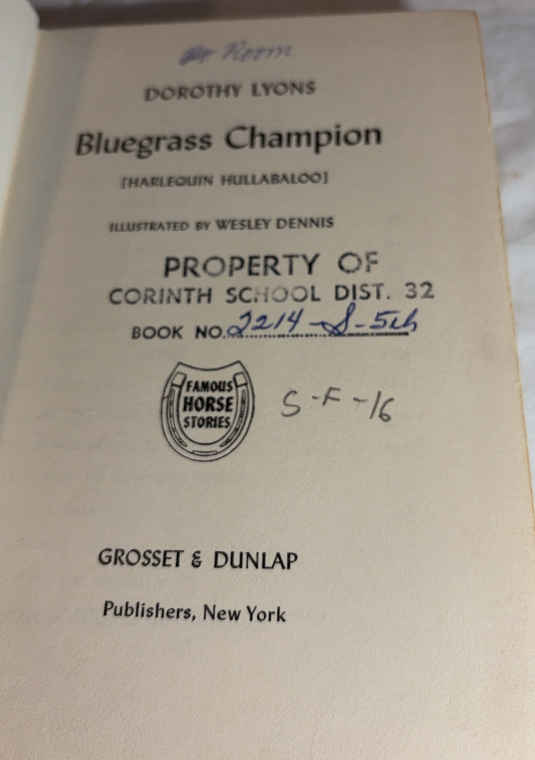 Room
DOROTHY LYONS
Bluegrass Champion
[HARLEQUIN HULLABALOO]
ILLUSTRATED BY WESLEY DENNIS
PROPERTY OF
CORINTH SCHOOL DIST. 32
BOOK NO. 2214-S-5th
FAMOUS
HORSE
STORIES
S-F-16
GROSSET & DUNLAP
Publishers, New York